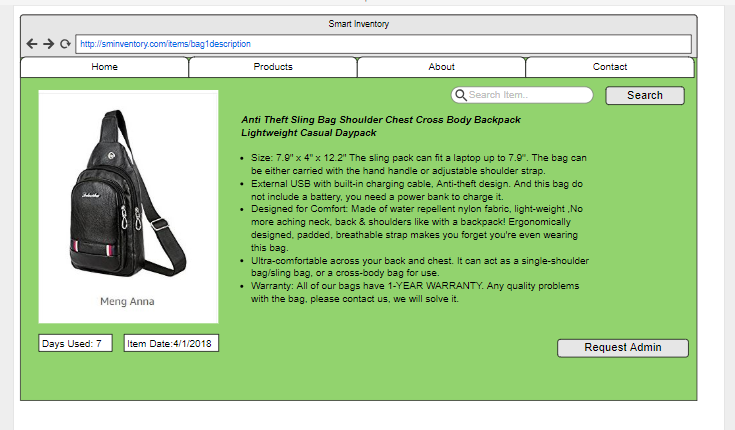 Smart Inventory
http://sminventory.com/items/bag1description
Home Products About Contact
Search Item.. Search
Anti Theft Sling Bag Shoulder Chest Cross Body Backpack
Lightweight Casual Daypack
• Size: 7.9" x 4" x 12.2" The sling pack can fit a laptop up to 7.9". The bag can
be either carried with the hand handle or adjustable shoulder strap.
• External USB with built-in charging cable, Anti-theft design. And this bag do
not include a battery, you need a power bank to charge it.
• Designed for Comfort: Made of water repellent nylon fabric, light-weight ,No
more aching neck, back & shoulders like with a backpack! Ergonomically
designed, padded, breathable strap makes you forget you're even wearing
this bag.
• Ultra-comfortable across your back and chest. It can act as a single-shoulder
bag/sling bag, or a cross-body bag for use.
• Warranty: All of our bags have 1-YEAR WARRANTY. Any quality problems
with the bag, please contact us, we will solve it.
Meng Anna
Days Used: 7 Item Date:4/1/2018
Request Admin